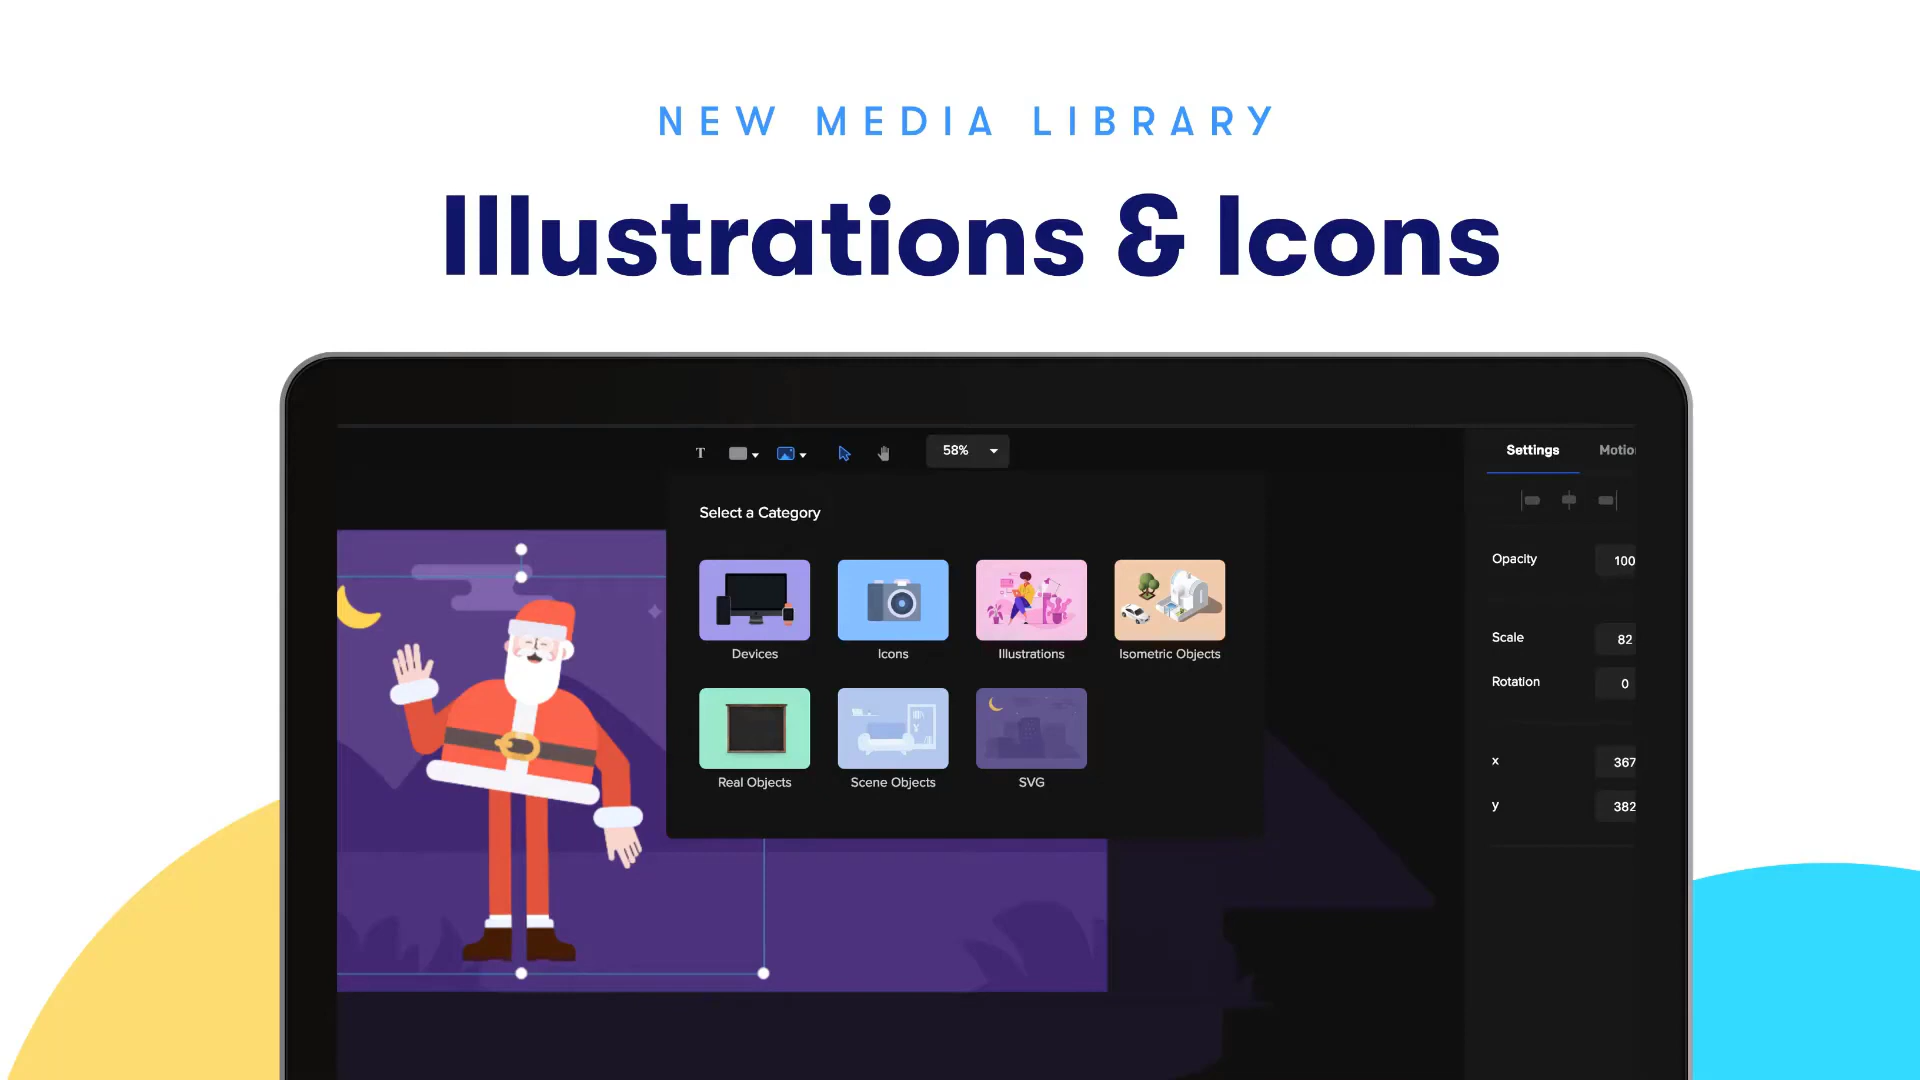 NEW MEDIA LIBRARY
Illustrations & Icons
T
58%
Settings
Motio
Select a Category
Opacity
100
Devices
Icons
Illustrations
Isometric Objects
Scale
82
Rotation
0
Real Objects
Scene Objects
SVG
x
367
y
382